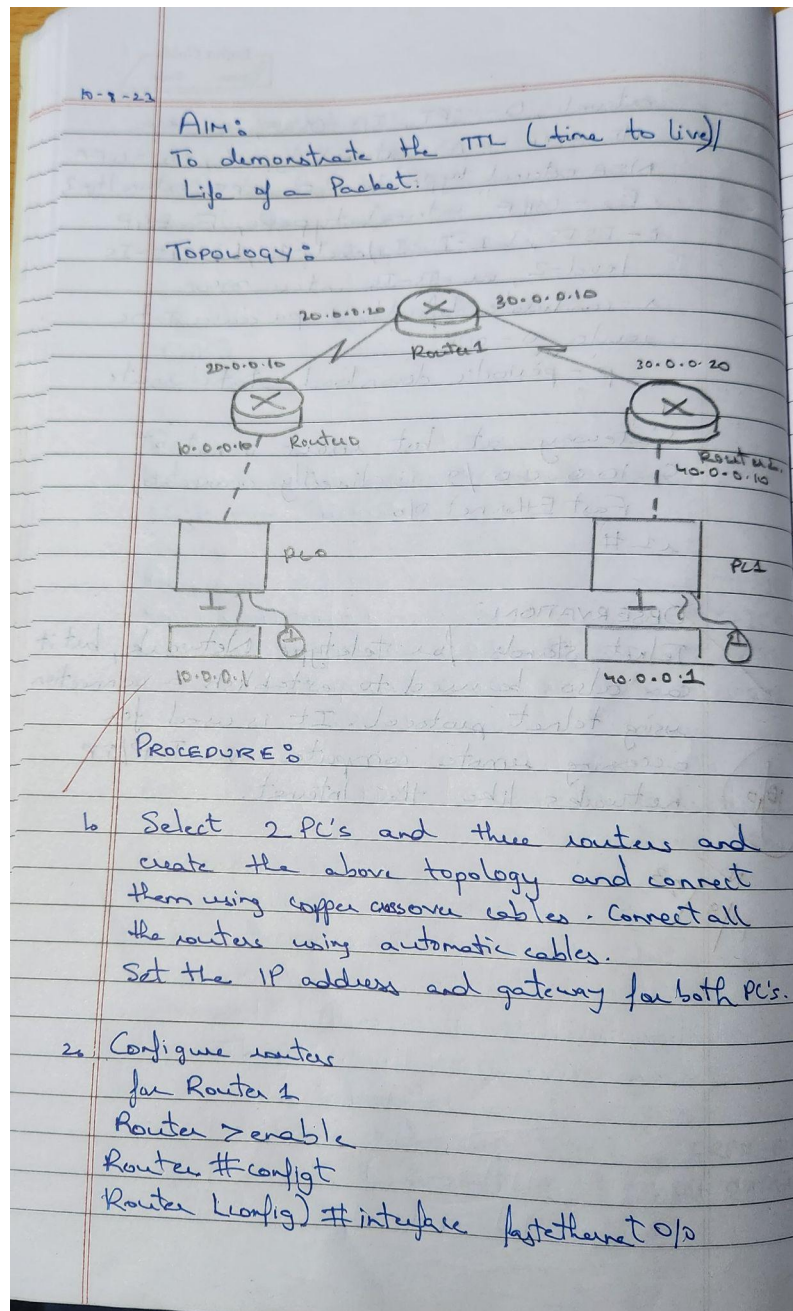 10-8-23
AIM:
To demonstrate the TTL (time to live)/
Life of a Packet.
TOPOLOGY:
20.0.0.20
30.0.0.10
Router1
20.0.0.10
30.0.0.20
10.0.0.10
Router0
Router2.
40.0.0.10
PC0
PC1
10.0.0.1
40.0.0.1
PROCEDURE:
1. Select 2 PC's and three routers and
create the above topology and connect
them using copper crossover cables. Connect all
the routers using automatic cables.
Set the IP address and gateway for both PC's.
2. Configure routers
for Router 1
Router > enable
Router # configt
Router (config) # interface fastethernet 0/0